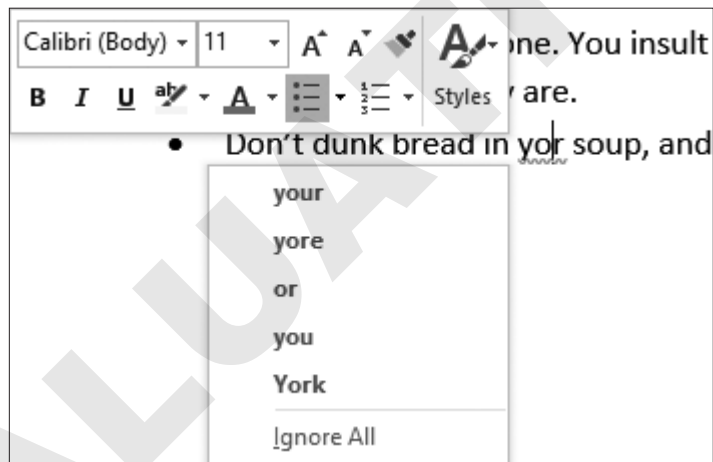 Calibri (Body) 11 A A one. You insult
B I U ab A Styles are.
• Don't dunk bread in yor soup, and
your
yore
or
you
York
Ignore All